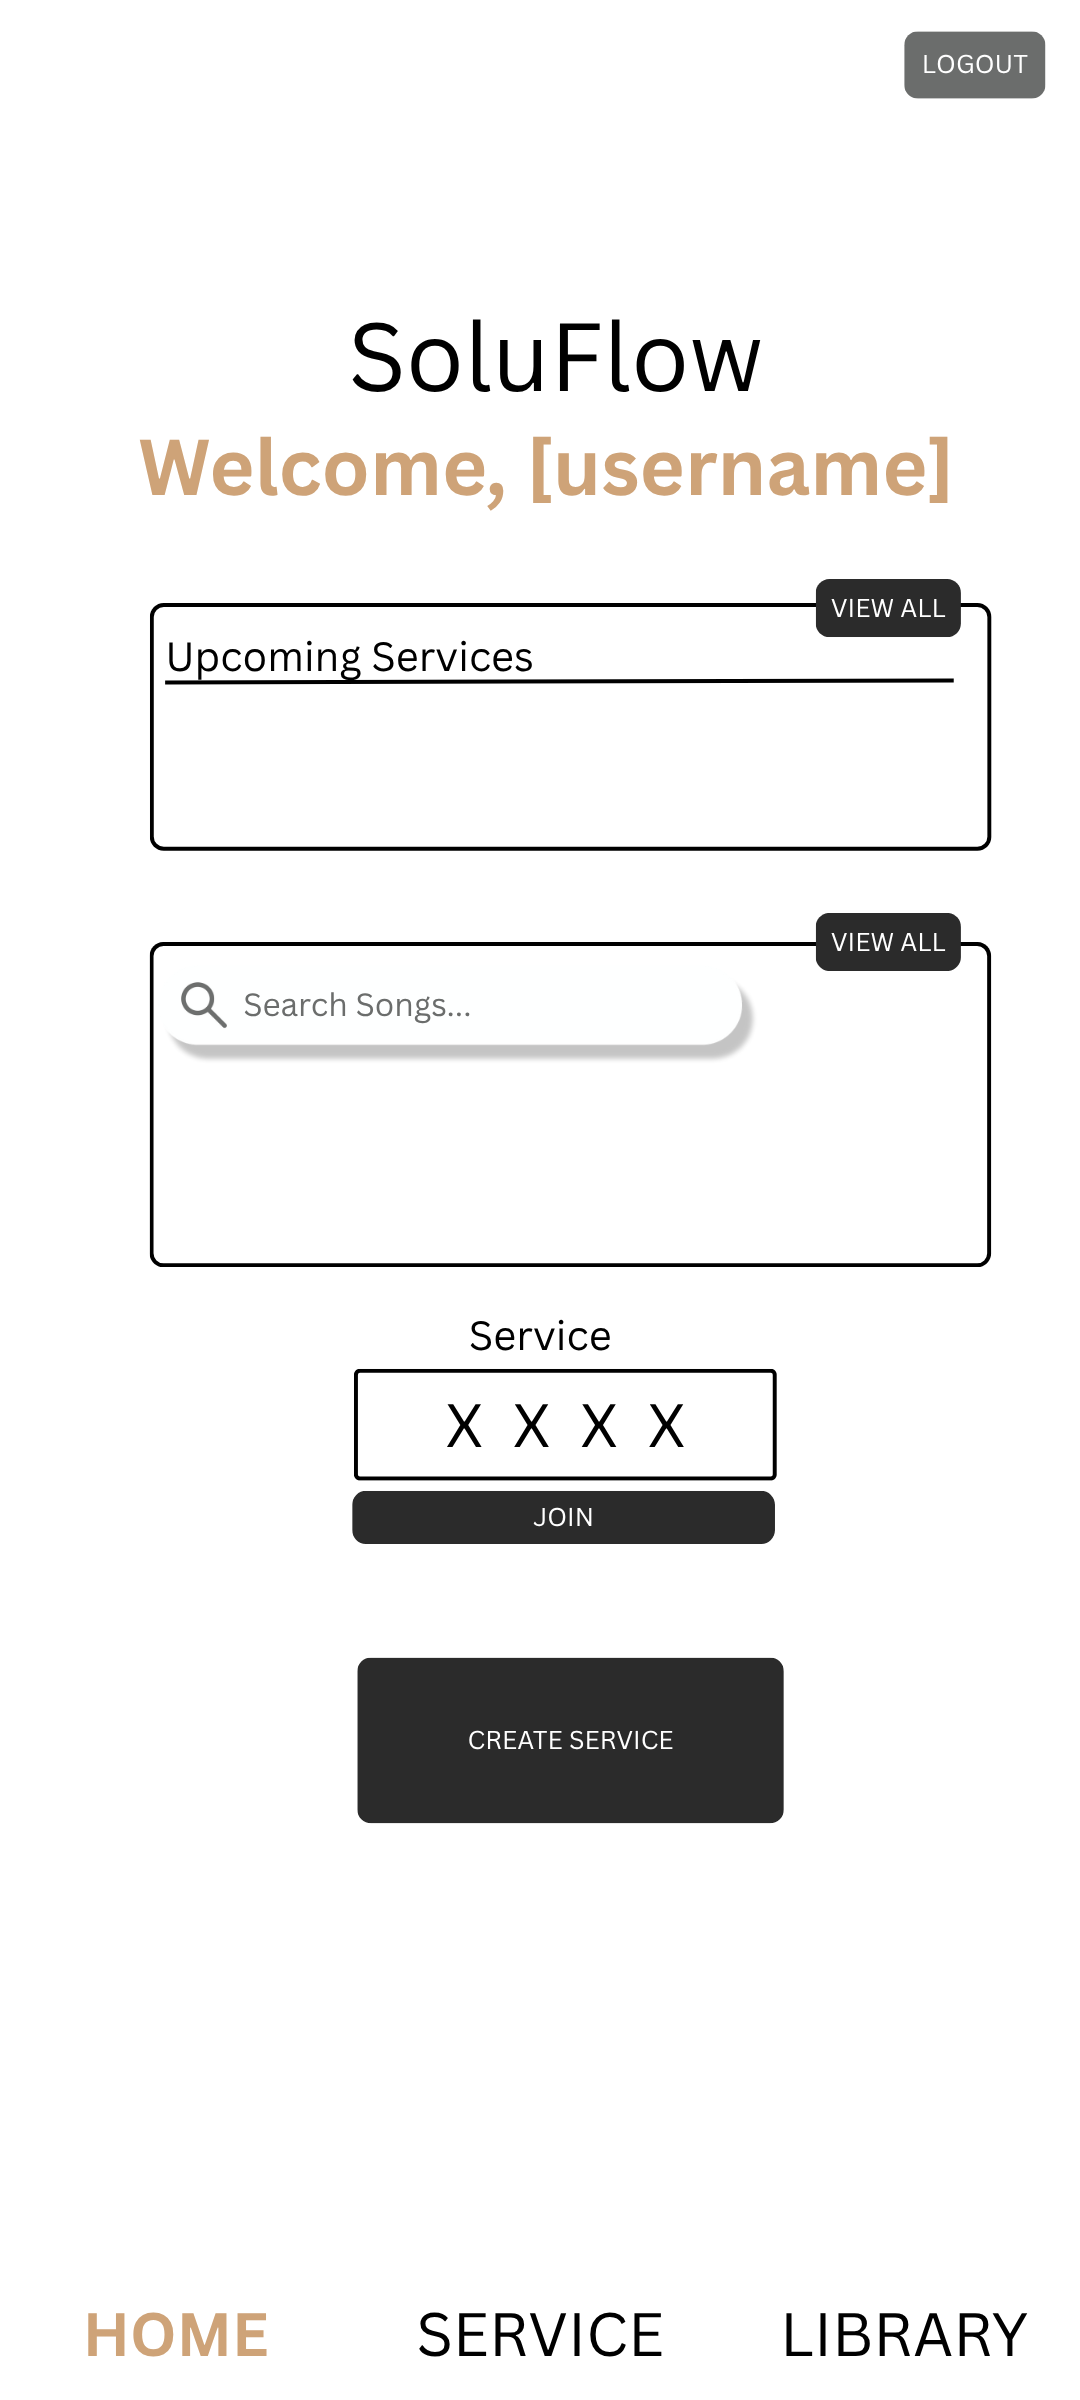 LOGOUT
SoluFlow
Welcome, [username]
VIEW ALL
Upcoming Services
VIEW ALL
Search Songs...
Service
X X X X
JOIN
CREATE SERVICE
HOME SERVICE LIBRARY